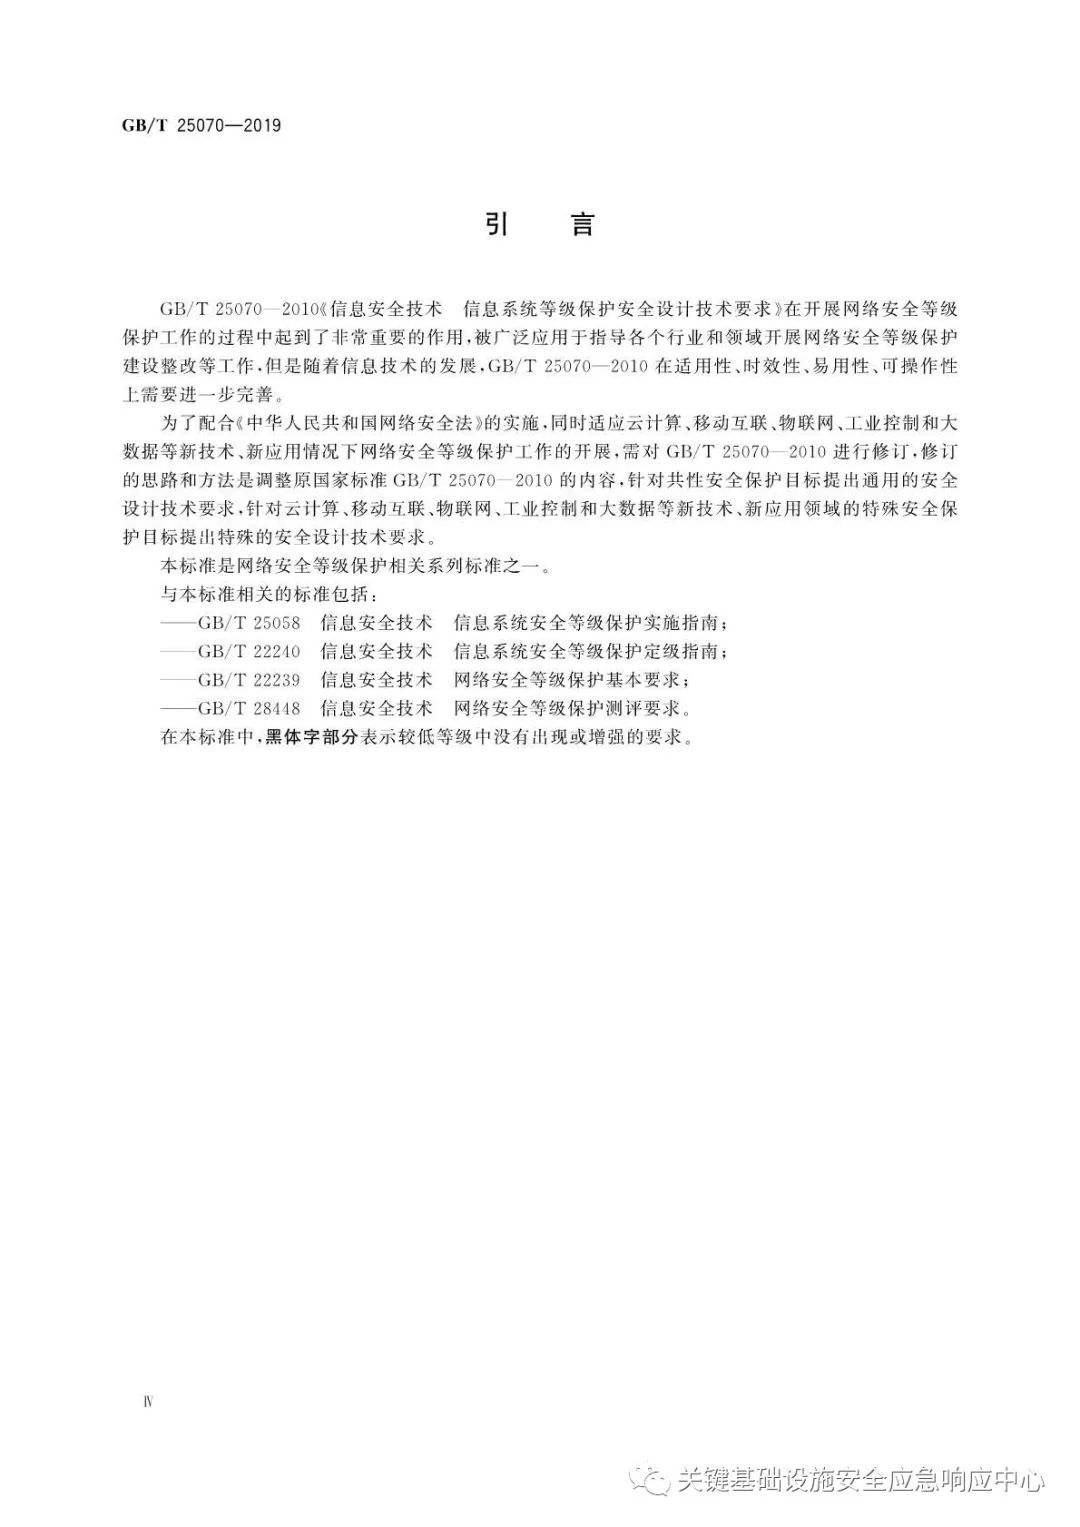 GB/T 25070—2019
引 言
GB/T 25070—2010《信息安全技术 信息系统等级保护安全设计技术要求》在开展网络安全等级
保护工作的过程中起到了非常重要的作用,被广泛应用于指导各个行业和领域开展网络安全等级保护
建设整改等工作,但是随着信息技术的发展,GB/T 25070—2010 在适用性、时效性、易用性、可操作性
上需要进一步完善。
为了配合《中华人民共和国网络安全法》的实施,同时适应云计算、移动互联、物联网、工业控制和大
数据等新技术、新应用情况下网络安全等级保护工作的开展,需对 GB/T 25070—2010 进行修订,修订
的思路和方法是调整原国家标准 GB/T 25070—2010 的内容,针对共性安全保护目标提出通用的安全
设计技术要求,针对云计算、移动互联、物联网、工业控制和大数据等新技术、新应用领域的特殊安全保
护目标提出特殊的安全设计技术要求。
本标准是网络安全等级保护相关系列标准之一。
与本标准相关的标准包括:
——GB/T 25058 信息安全技术 信息系统安全等级保护实施指南;
——GB/T 22240 信息安全技术 信息系统安全等级保护定级指南;
——GB/T 22239 信息安全技术 网络安全等级保护基本要求;
——GB/T 28448 信息安全技术 网络安全等级保护测评要求。
在本标准中,黑体字部分表示较低等级中没有出现或增强的要求。
Ⅳ
关键基础设施安全应急响应中心